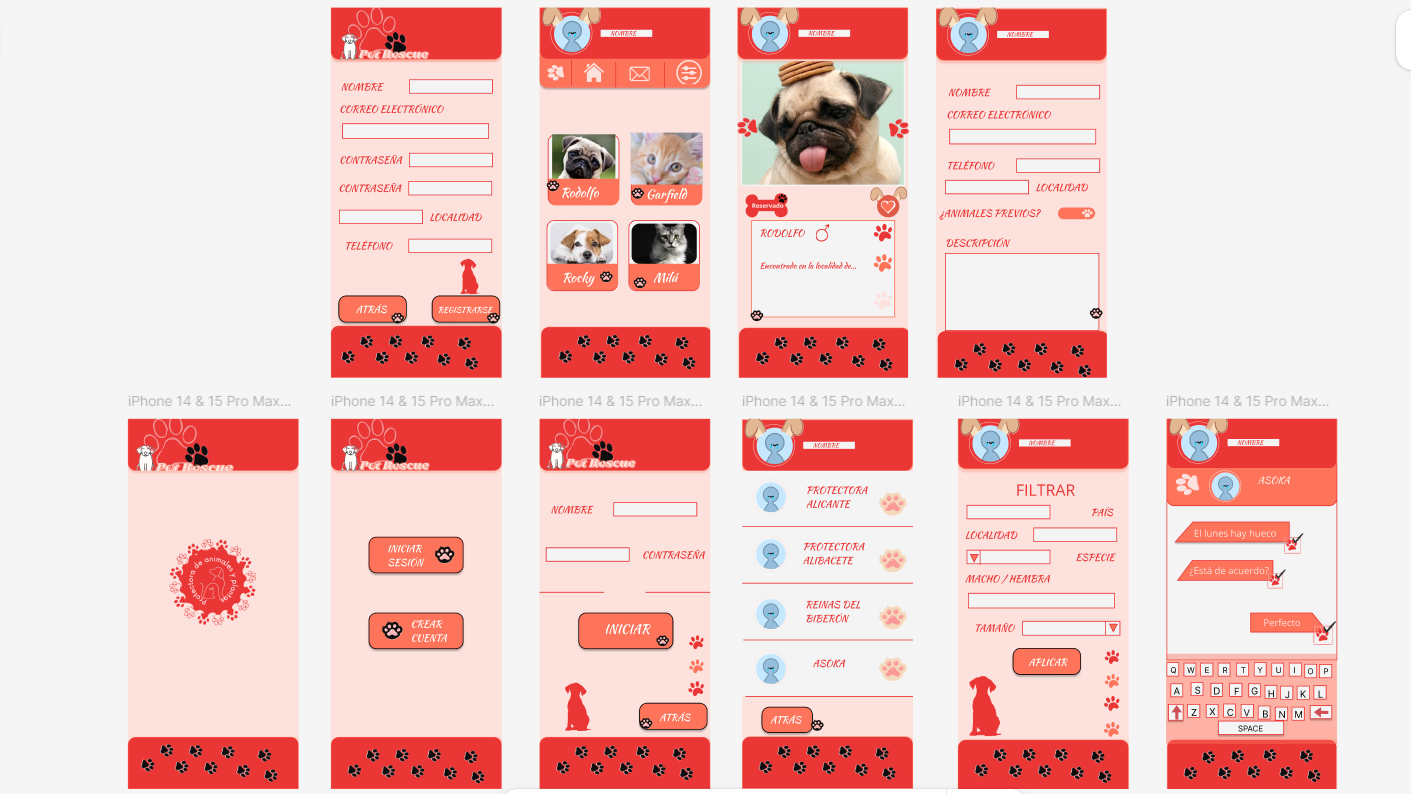 Pet Rescue
NOMBRE
CORREO ELECTRÓNICO
CONTRASEÑA
CONTRASEÑA
LOCALIDAD
TELÉFONO
ATRÁS
REGISTRARSE
NOMBRE
Rodolfo
Garfield
Rocky
Milú
NOMBRE
Reservado
RODOLFO
Encontrado en la localidad de...
NOMBRE
NOMBRE
CORREO ELECTRÓNICO
TELÉFONO
LOCALIDAD
¿ANIMALES PREVIOS?
DESCRIPCIÓN
iPhone 14 & 15 Pro Max...
iPhone 14 & 15 Pro Max...
iPhone 14 & 15 Pro Max...
iPhone 14 & 15 Pro Max...
iPhone 14 & 15 Pro Max...
iPhone 14 & 15 Pro Max...
Pet Rescue
protectora de animales y plantas
Pet Rescue
INICIAR
SESIÓN
CREAR
CUENTA
Pet Rescue
NOMBRE
CONTRASEÑA
INICIAR
ATRÁS
NOMBRE
PROTECTORA
ALICANTE
PROTECTORA
ALIBACETE
REINAS DEL
BIBERÓN
ASOKA
ATRÁS
NOMBRE
FILTRAR
PAÍS
LOCALIDAD
ESPECIE
MACHO / HEMBRA
TAMAÑO
APLICAR
NOMBRE
ASOKA
El lunes hay hueco
¿Está de acuerdo?
Perfecto
Q W E R T Y U I O P
A S D F G H J K L
Z X C V B N M
SPACE